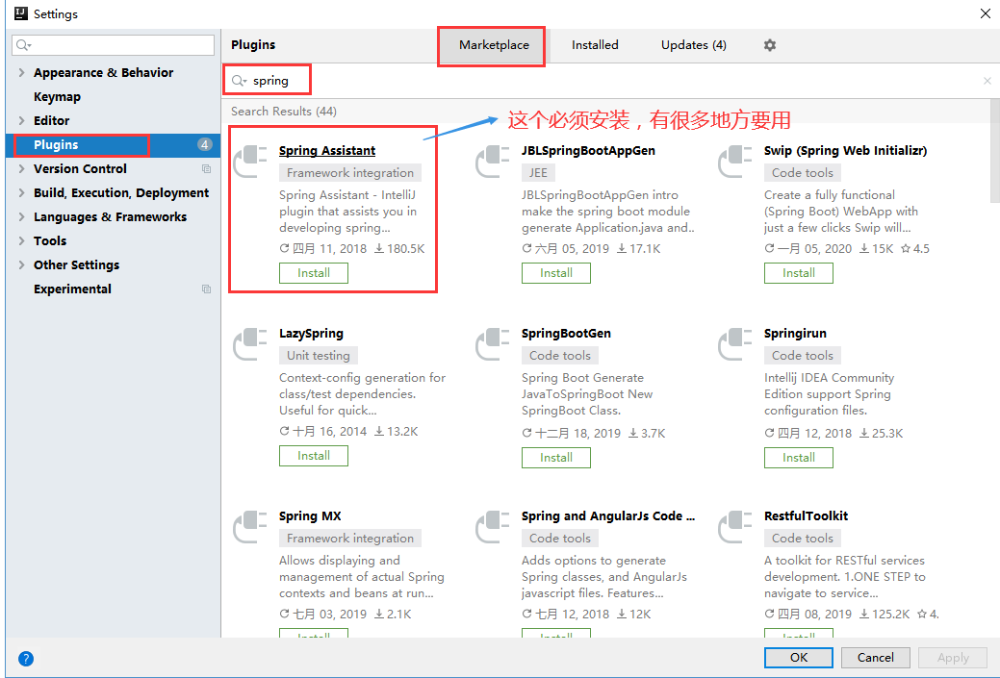 Settings
Plugins
Marketplace
Installed
Updates (4)
Appearance & Behavior
Keymap
Editor
Plugins
4
Version Control
Build, Execution, Deployment
Languages & Frameworks
Tools
Other Settings
Experimental
spring
Search Results (44)
这个必须安装，有很多地方要用
Spring Assistant
Framework integration
Spring Assistant - IntelliJ
plugin that assists you in
developing spring...
四月 11, 2018 180.5K
Install
JBLSpringBootAppGen
JEE
JBLSpringBootAppGen intro
make the spring boot module
generate Application.java and..
六月 05, 2019 17.1K
Install
Swip (Spring Web Initializr)
Code tools
Create a fully functional
(Spring Boot) WebApp with
just a few clicks Swip will...
一月 05, 2020 15K 4.5
Install
LazySpring
Unit testing
Context-config generation for
class/test dependencies.
Useful for quick...
十月 16, 2014 13.2K
Install
SpringBootGen
Code tools
Spring Boot Generate
JavaToSpringBoot New
SpringBoot Class.
十二月 18, 2019 3.7K
Install
Springirun
Code tools
Intellij IDEA Community
Edition support Spring
configuration files.
四月 12, 2018 25.3K
Install
Spring MX
Framework integration
Allows displaying and
management of actual Spring
contexts and beans at run...
七月 03, 2019 2.1K
Install
Spring and AngularJs Code ...
Code tools
Adds options to generate
Spring classes, and AngularJs
javascript files. Features...
七月 12, 2018 12K
Install
RestfulToolkit
Code tools
A toolkit for RESTful services
development. 1.ONE STEP to
navigate to service...
四月 08, 2019 125.2K 4.
Install
?
OK
Cancel
Apply